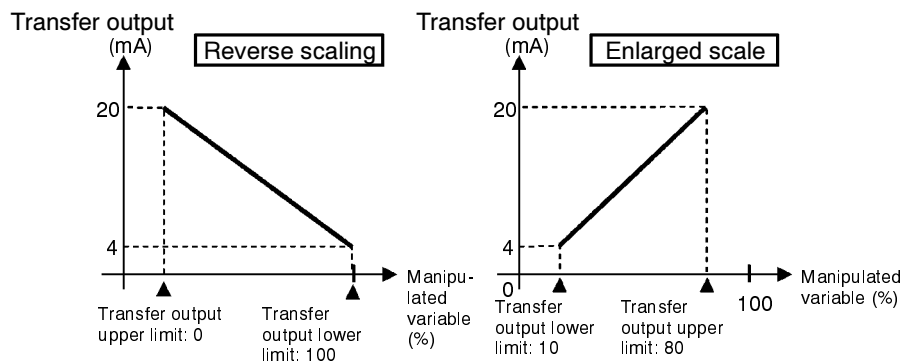 Transfer output
(mA)
Reverse scaling
20
4
Transfer output
upper limit: 0
Transfer
output lower
limit: 100
Manipu-
lated
variable
(%)
Transfer output
(mA)
Enlarged scale
20
4
0
Transfer
output lower
limit: 10
Transfer
output upper
limit: 80
100
Manipulated
variable (%)